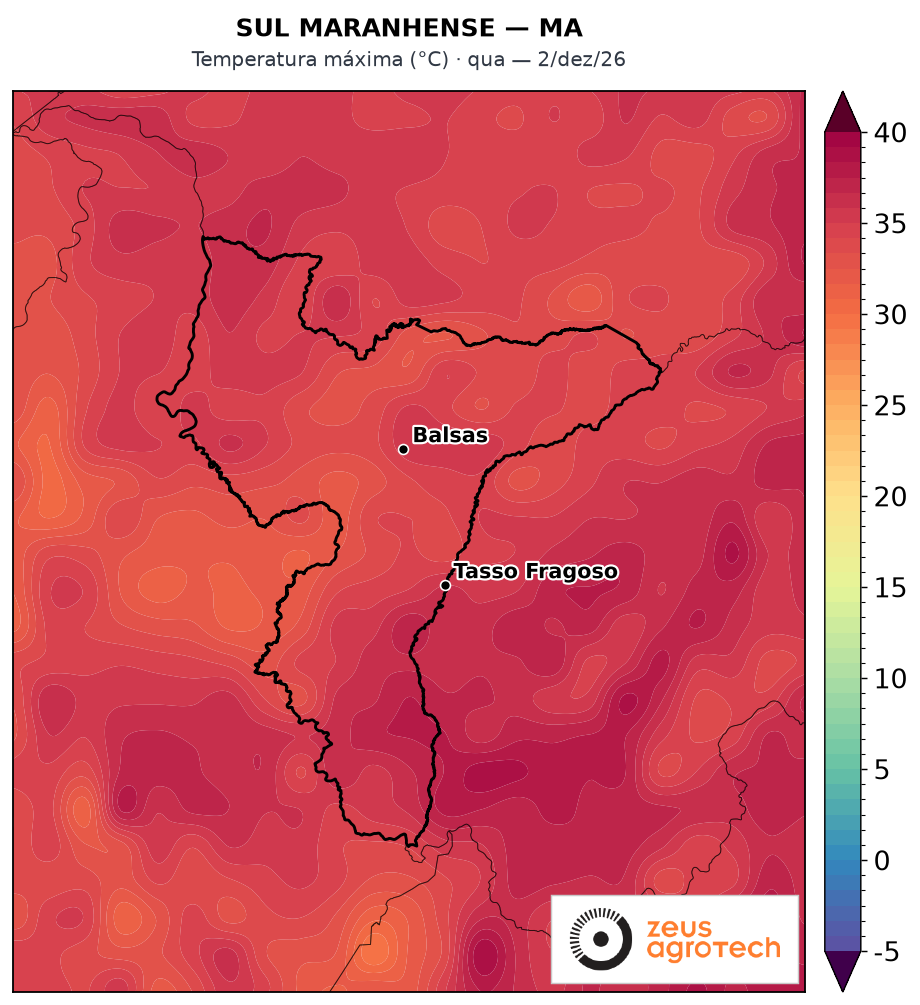 SUL MARANHENSE — MA
Temperatura máxima (°C) · qua — 2/dez/26
40
35
30
25
20
15
10
5
0
-5
Balsas
Tasso Fragoso
zeus
agrotech